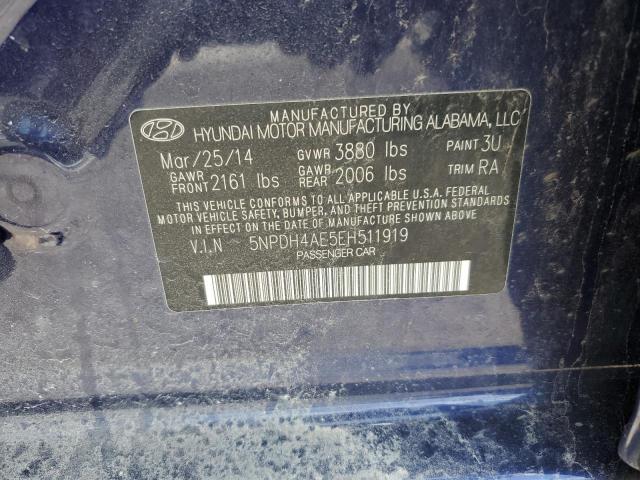 MANUFACTURED BY
HYUNDAI MOTOR MANUFACTURING ALABAMA, LLC
Mar/25/14 GVWR 3880 lbs PAINT 3U
GAWR FRONT 2161 lbs GAWR REAR 2006 lbs TRIM RA
THIS VEHICLE CONFORMS TO ALL APPLICABLE U.S.A. FEDERAL
MOTOR VEHICLE SAFETY, BUMPER, AND THEFT PREVENTION STANDARDS
IN EFFECT ON THE DATE OF MANUFACTURE SHOWN ABOVE.
V.I.N 5NPDH4AE5EH511919
PASSENGER CAR